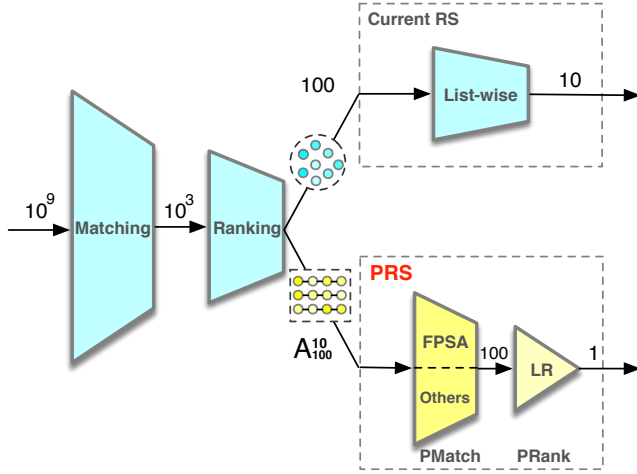 Current RS
100
List-wise
10
10^9
Matching
10^3
Ranking
PRS
A^10_100
FPSA
Others
100
LR
1
PMatch
PRank